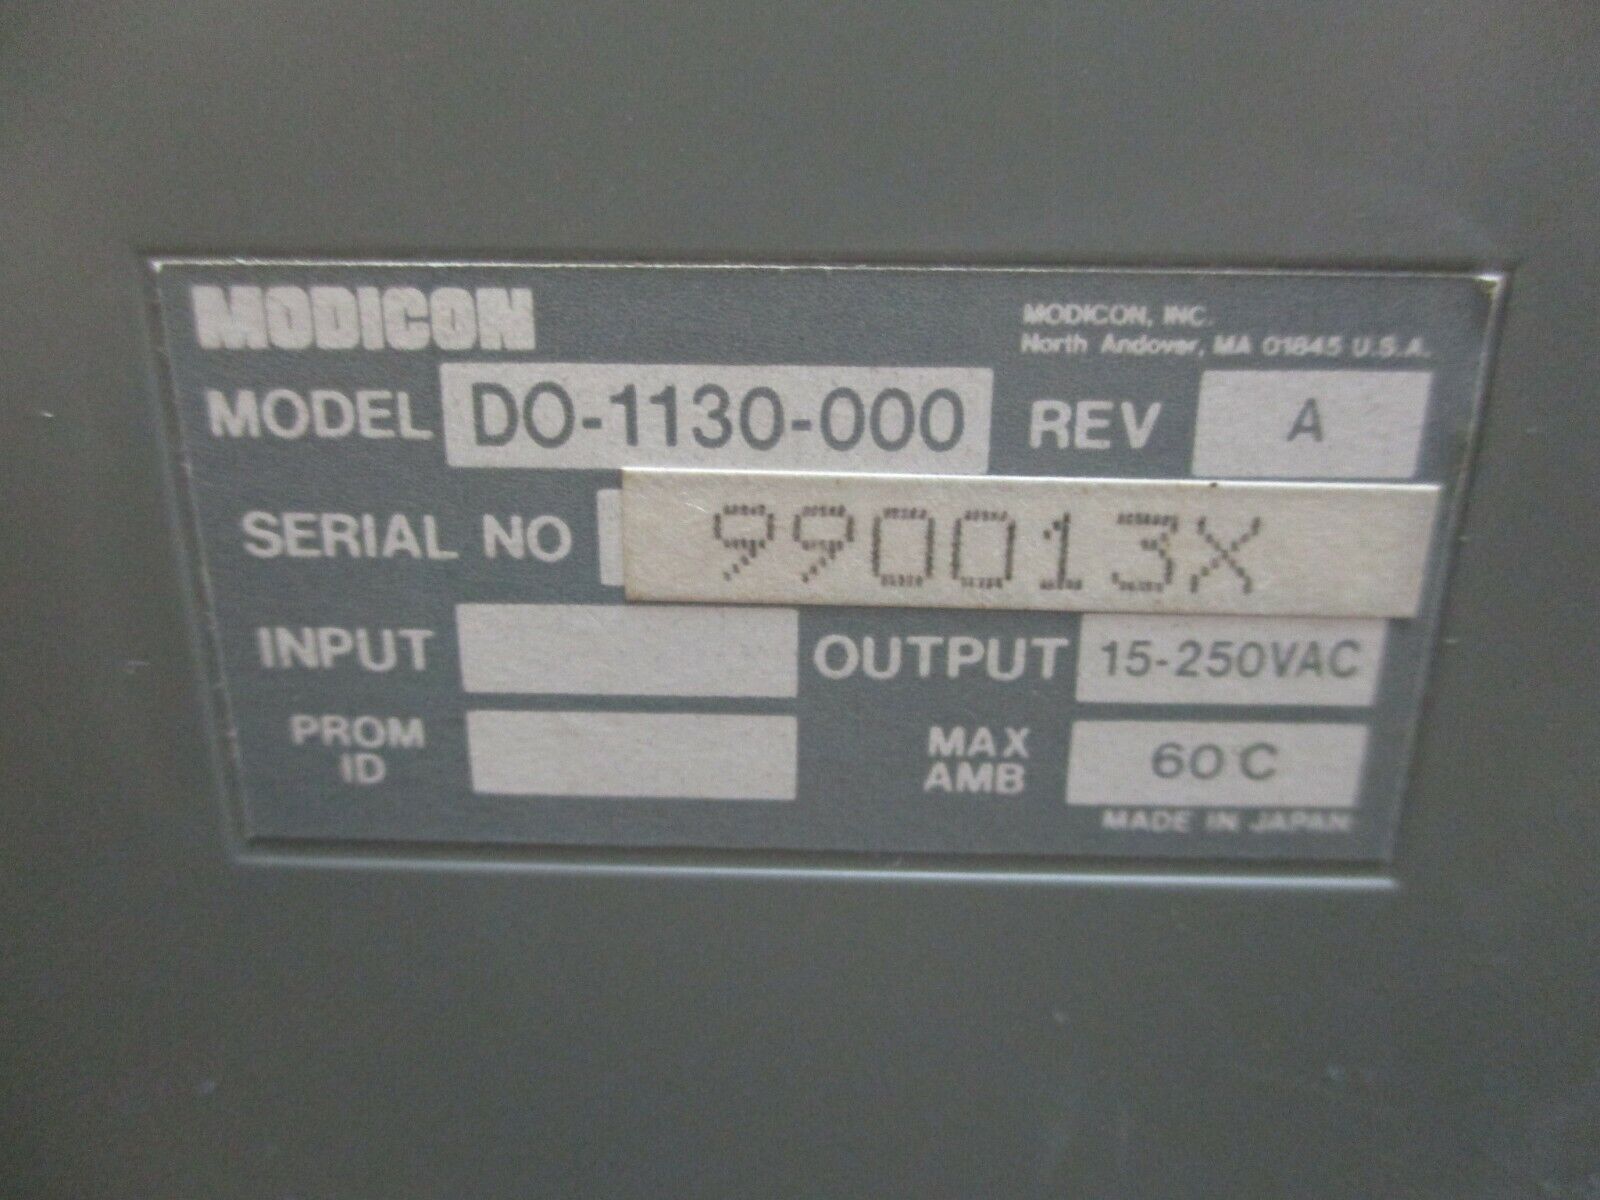 MODICON
MODICON, INC.
North Andover, MA 01845 U.S.A.
MODEL DO-1130-000 REV A
SERIAL NO 990013X
INPUT OUTPUT 15-250VAC
PROM ID MAX AMB 60°C
MADE IN JAPAN